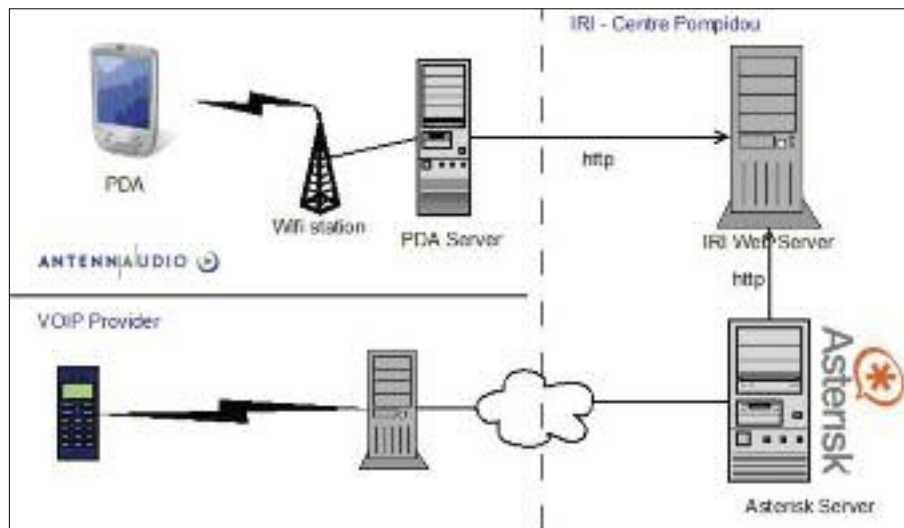 IRI - Centre Pompidou
PDA
Wifi station
PDA Server
http
IRI Web Server
ANTENNAUDIO
http
VOIP Provider
Asterisk
Asterisk Server